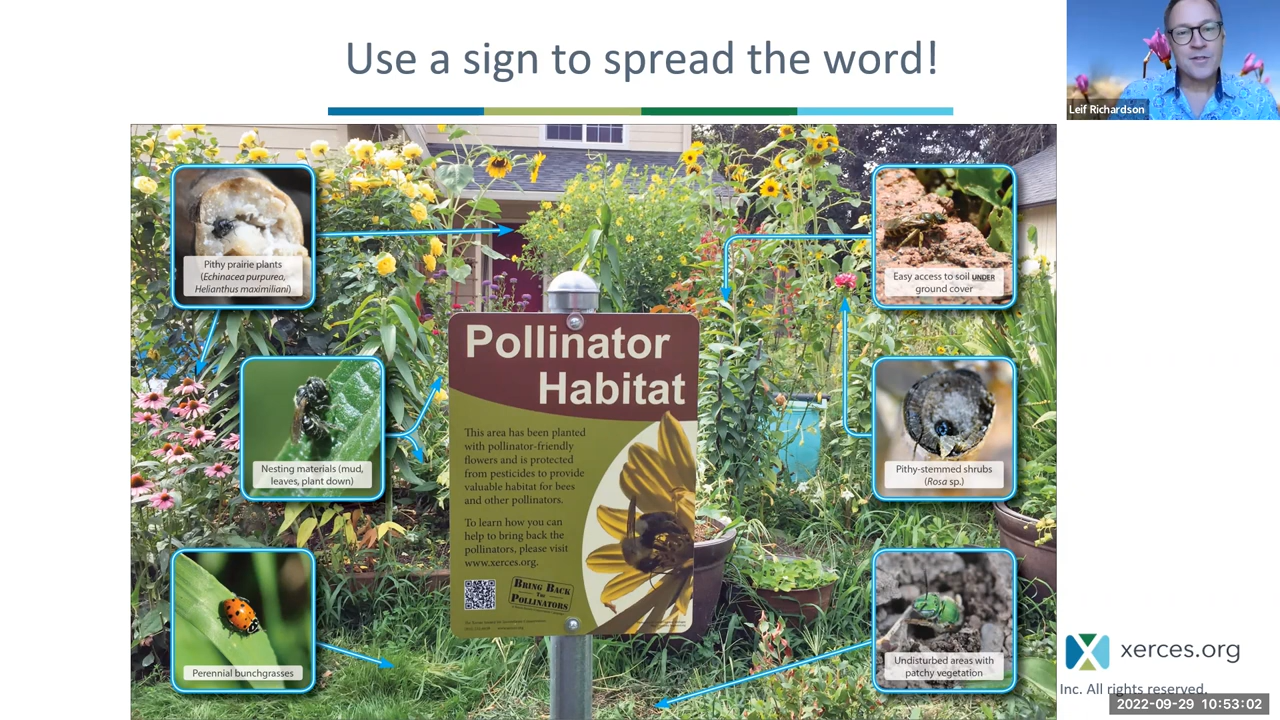 Use a sign to spread the word!
Leif Richardson
Pithy prairie plants
(Echinacea purpurea,
Helianthus maximiliani)
Easy access to soil UNDER
ground cover
Pollinator
Habitat
This area has been planted
with pollinator-friendly
flowers and is protected
from pesticides to provide
valuable habitat for bees
and other pollinators.
To learn how you can
help to bring back the
pollinators, please visit
www.xerces.org.
BRING BACK
THE
POLLINATORS
Nesting materials (mud,
leaves, plant down)
Pithy-stemmed shrubs
(Rosa sp.)
Perennial bunchgrasses
Undisturbed areas with
patchy vegetation
xerces.org
Inc. All rights reserved.
2022-09-29 10:53:02